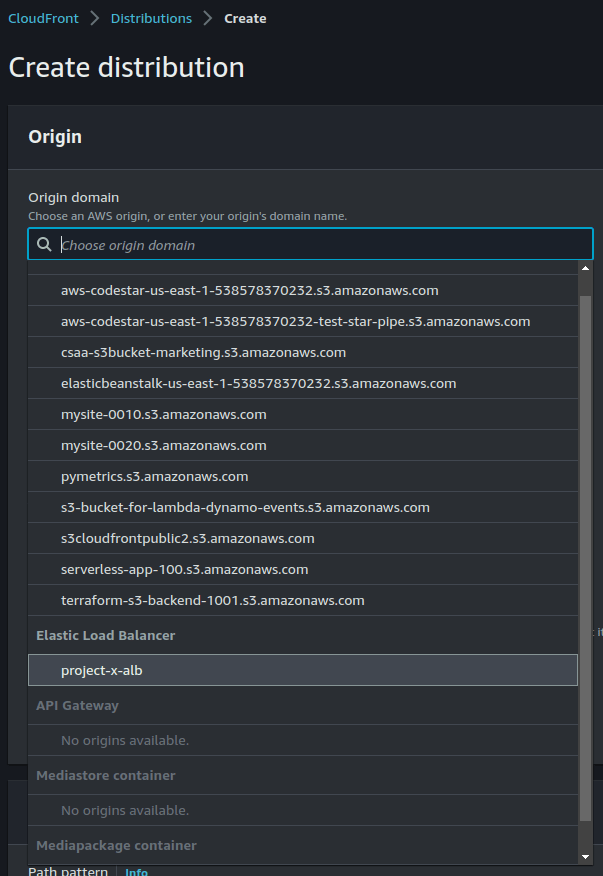 CloudFront > Distributions > Create
Create distribution
Origin
Origin domain
Choose an AWS origin, or enter your origin's domain name.
Choose origin domain
aws-codestar-us-east-1-538578370232.s3.amazonaws.com
aws-codestar-us-east-1-538578370232-test-star-pipe.s3.amazonaws.com
csaa-s3bucket-marketing.s3.amazonaws.com
elasticbeanstalk-us-east-1-538578370232.s3.amazonaws.com
mysite-0010.s3.amazonaws.com
mysite-0020.s3.amazonaws.com
pymetrics.s3.amazonaws.com
s3-bucket-for-lambda-dynamo-events.s3.amazonaws.com
s3cloudfrontpublic2.s3.amazonaws.com
serverless-app-100.s3.amazonaws.com
terraform-s3-backend-1001.s3.amazonaws.com
Elastic Load Balancer
project-x-alb
API Gateway
No origins available.
Mediastore container
No origins available.
Mediapackage container
Path pattern Info